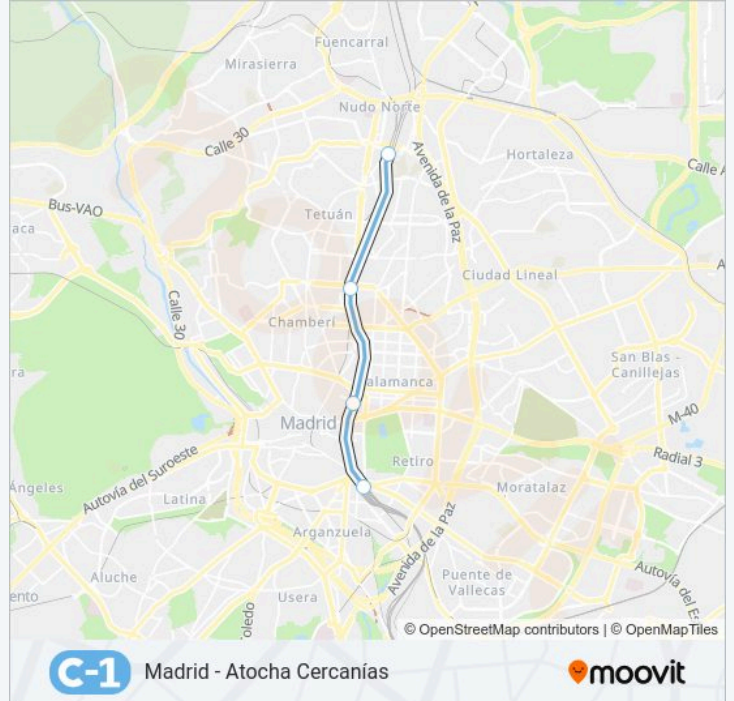 Fuencarral
Mirasierra
Nudo Norte
Calle 30
Avenida de la Paz
Hortaleza
Calle A
Bus-VAO
Tetuán
aca
A
Ciudad Lineal
Calle 30
Chamberí
San Blas -
Canillejas
ra
alamanca
M-40
Madrid
Radial 3
Retiro
Autovía del Suroeste
Ángeles
Latina
Moratalaz
Arganzuela
Avenida de la Paz
Aluche
Puente de
Vallecas
Autovía del Es
ento
Usera
oledo
© OpenStreetMap contributors | © OpenMapTiles
C-1 Madrid - Atocha Cercanías moovit